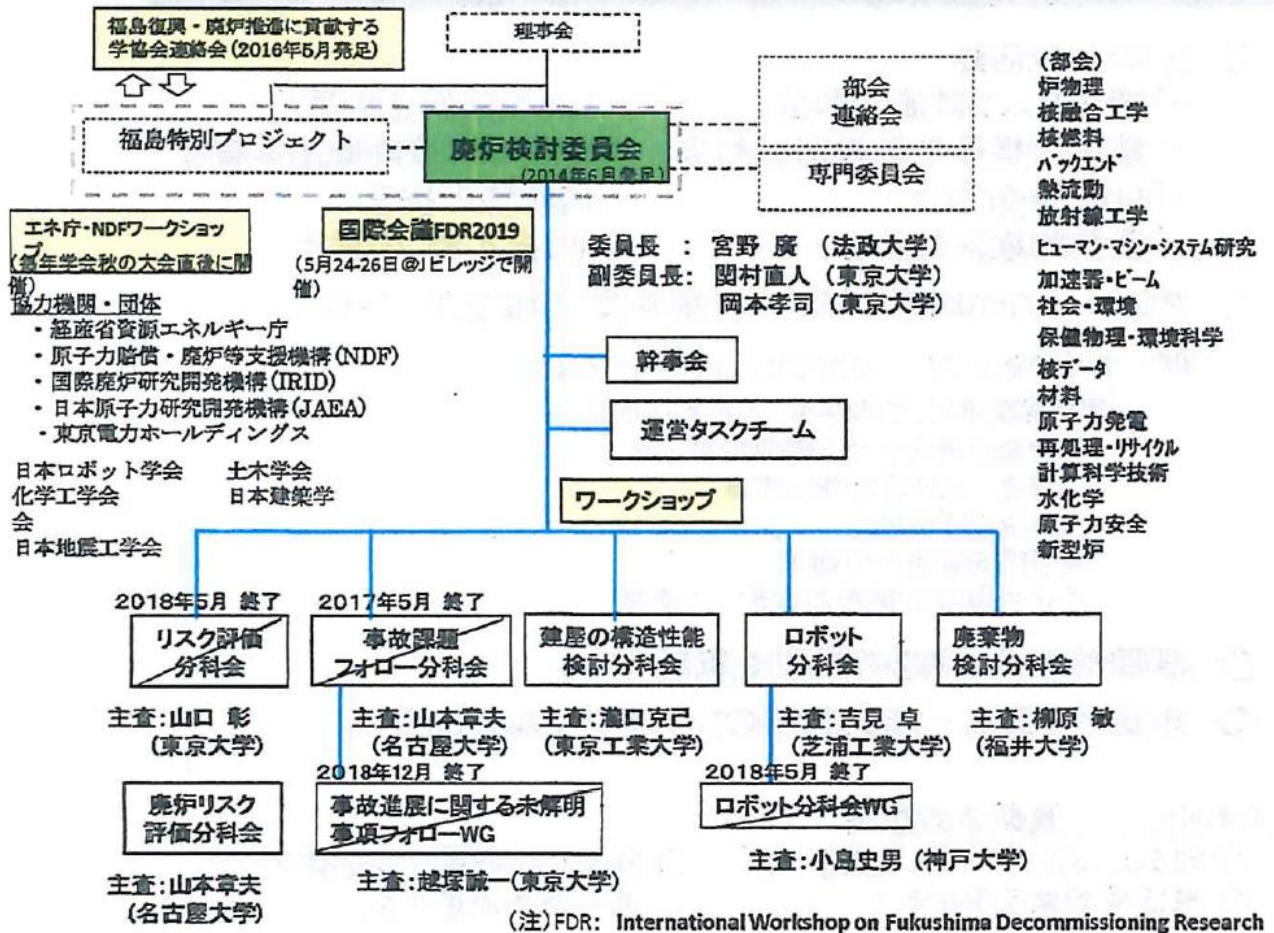 福島復興・廃炉推進に貢献する
学協会連絡会(2016年5月発足)
理事会
福島特別プロジェクト
廃炉検討委員会
(2014年6月発足)
部会
連絡会
専門委員会
(部会)
炉物理
核融合工学
核燃料
バックエンド
熱流動
放射線工学
ヒューマン・マシン・システム研究
加速器・ビーム
社会・環境
保健物理・環境科学
核データ
材料
原子力発電
再処理・リサイクル
計算科学技術
水化学
原子力安全
新型炉
エネ庁・NDFワークショッ
プ
(毎年学会秋の大会直後に開
催)
国際会議FDR2019
(5月24-26日@Jビレッジで開
催)
委員長 : 宮野 廣 (法政大学)
副委員長: 関村直人 (東京大学)
岡本孝司 (東京大学)
協力機関・団体
・経産省資源エネルギー庁
・原子力賠償・廃炉等支援機構(NDF)
・国際廃炉研究開発機構(IRID)
・日本原子力研究開発機構(JAEA)
・東京電力ホールディングス
日本ロボット学会 土木学会
化学工学会 日本建築学
会
日本地震工学会
幹事会
運営タスクチーム
ワークショップ
2018年5月 終了
リスク評価
分科会
主査:山口 彰
(東京大学)
2017年5月 終了
事故課題
フォロー分科会
主査:山本章夫
(名古屋大学)
建屋の構造性能
検討分科会
主査:瀧口克己
(東京工業大学)
ロボット
分科会
主査:吉見 卓
(芝浦工業大学)
廃棄物
検討分科会
主査:柳原 敏
(福井大学)
廃炉リスク
評価分科会
主査:山本章夫
(名古屋大学)
2018年12月 終了
事故進展に関する未解明
事項フォローWG
主査:越塚誠一(東京大学)
2018年5月 終了
ロボット分科会WG
主査:小島史男 (神戸大学)
(注)FDR: International Workshop on Fukushima Decommissioning Research